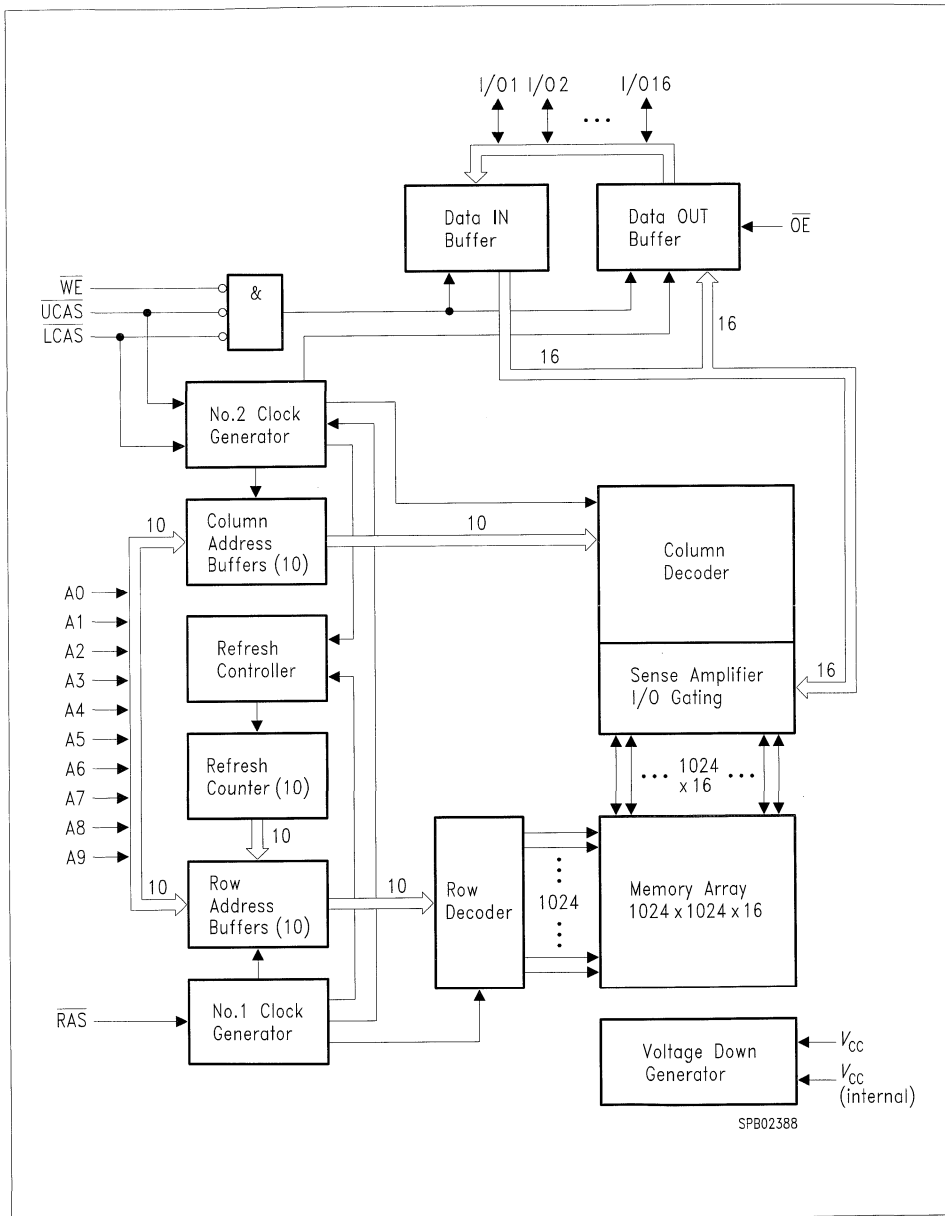 I/O1 I/O2 ... I/O16
Data IN
Buffer
Data OUT
Buffer
OE
WE
UCAS
LCAS
&
16
16
No.2 Clock
Generator
10
Column
Address
Buffers (10)
10
Column
Decoder
A0
A1
A2
A3
A4
A5
A6
A7
A8
A9
Refresh
Controller
Sense Amplifier
I/O Gating
16
Refresh
Counter (10)
... 1024 ...
x 16
10
10
Row
Address
Buffers (10)
10
Row
Decoder
1024
Memory Array
1024 x 1024 x 16
RAS
No.1 Clock
Generator
Voltage Down
Generator
VCC
VCC
(internal)
SPB02388